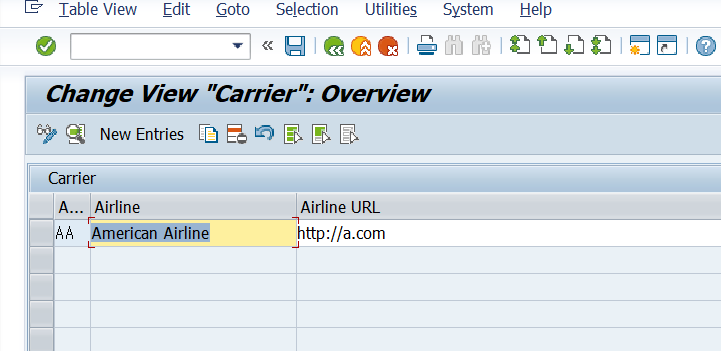 Table View Edit Goto Selection Utilities System Help
Change View "Carrier": Overview
New Entries
Carrier
A... Airline Airline URL
AA American Airline http://a.com